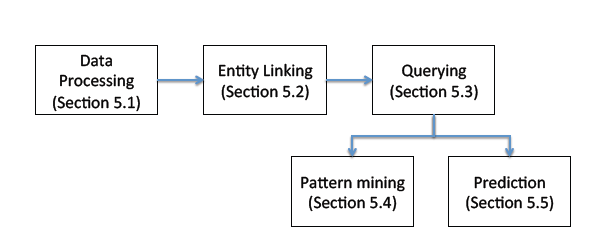 Data
Processing
(Section 5.1)
Entity Linking
(Section 5.2)
Querying
(Section 5.3)
Pattern mining
(Section 5.4)
Prediction
(Section 5.5)